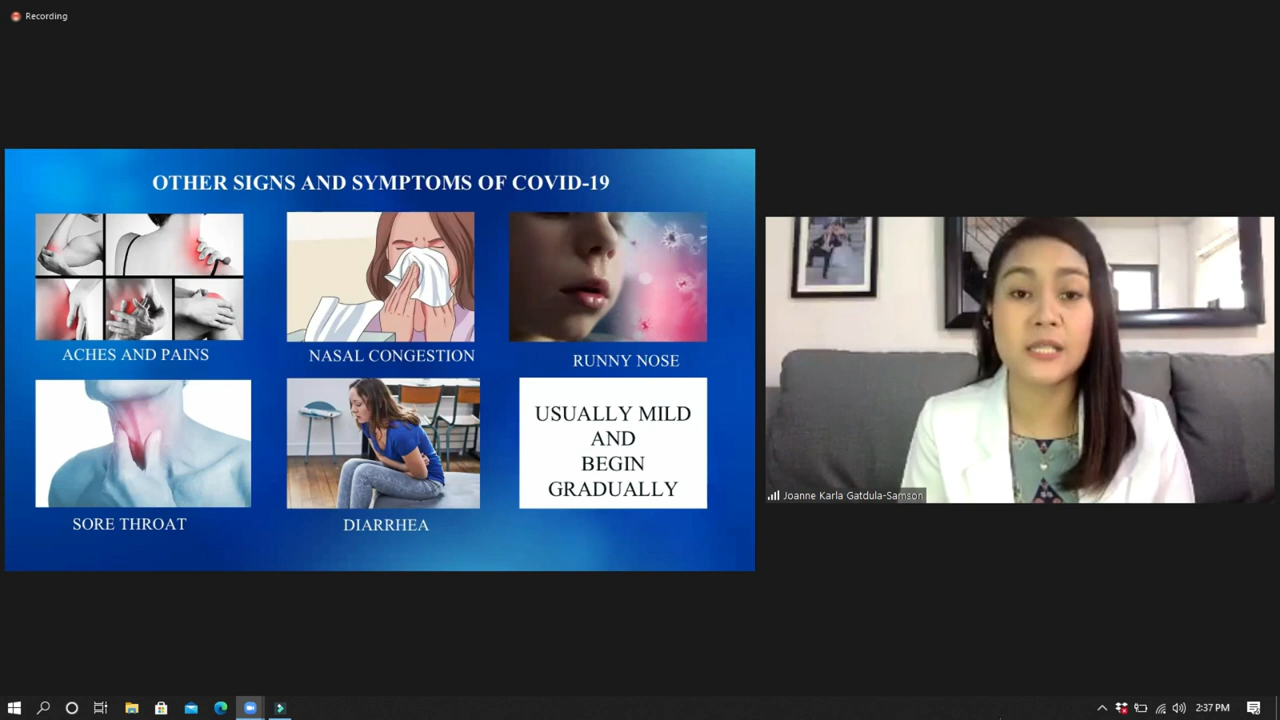 Recording
OTHER SIGNS AND SYMPTOMS OF COVID-19
ACHES AND PAINS
NASAL CONGESTION
RUNNY NOSE
SORE THROAT
DIARRHEA
USUALLY MILD
AND
BEGIN
GRADUALLY
Joanne Karla Gatdula-Samson
2:37 PM